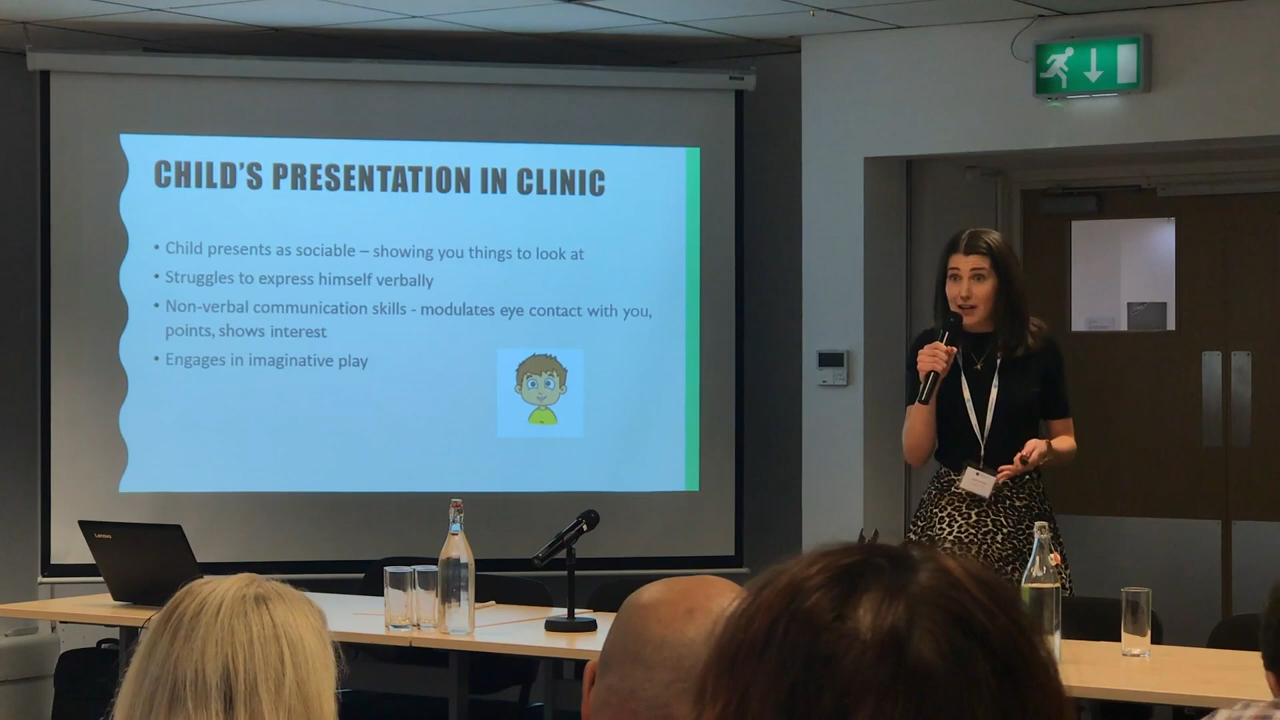 CHILD'S PRESENTATION IN CLINIC
• Child presents as sociable – showing you things to look at
• Struggles to express himself verbally
• Non-verbal communication skills - modulates eye contact with you,
points, shows interest
• Engages in imaginative play
Lenovo